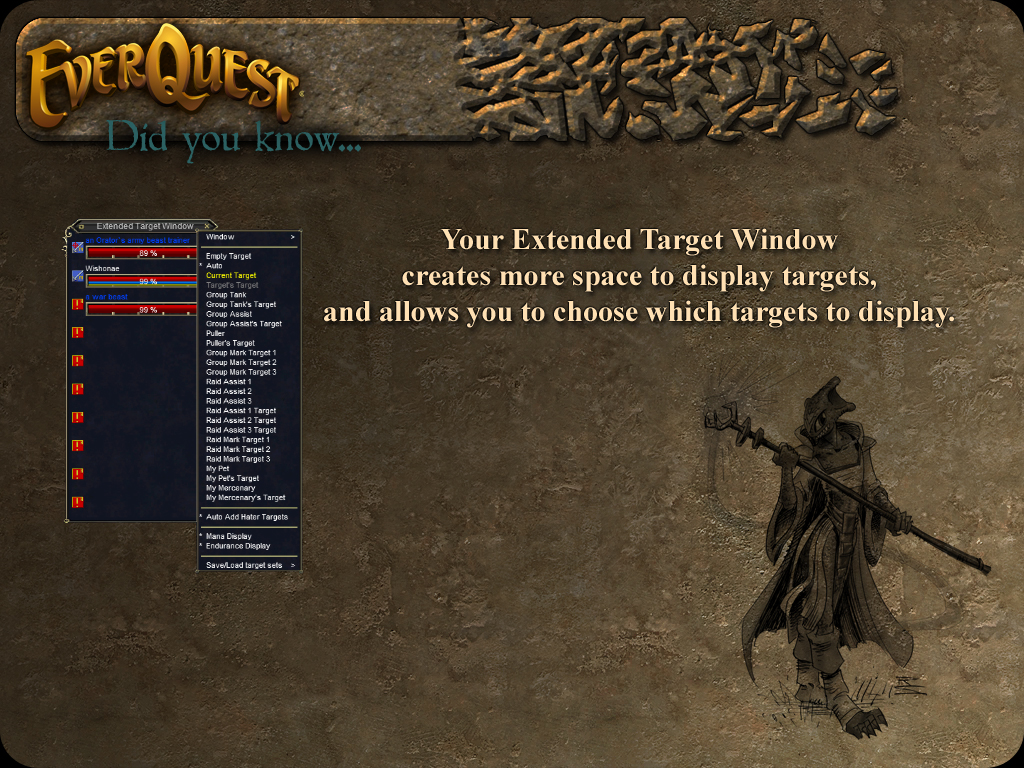 EverQuest
Did you know...
Extended Target Window
89 %
Wishonae
99 %
a war beast
99 %
Window >
Empty Target
* Auto
Current Target
Target's Target
Group Tank
Group Tank's Target
Group Assist
Group Assist's Target
Puller
Puller's Target
Group Mark Target 1
Group Mark Target 2
Group Mark Target 3
Raid Assist 1
Raid Assist 2
Raid Assist 3
Raid Assist 1 Target
Raid Assist 2 Target
Raid Assist 3 Target
Raid Mark Target 1
Raid Mark Target 2
Raid Mark Target 3
My Pet
My Pet's Target
My Mercenary
My Mercenary's Target
* Auto Add Hater Targets
* Mana Display
* Endurance Display
Save/Load target sets >
Your Extended Target Window
creates more space to display targets,
and allows you to choose which targets to display.